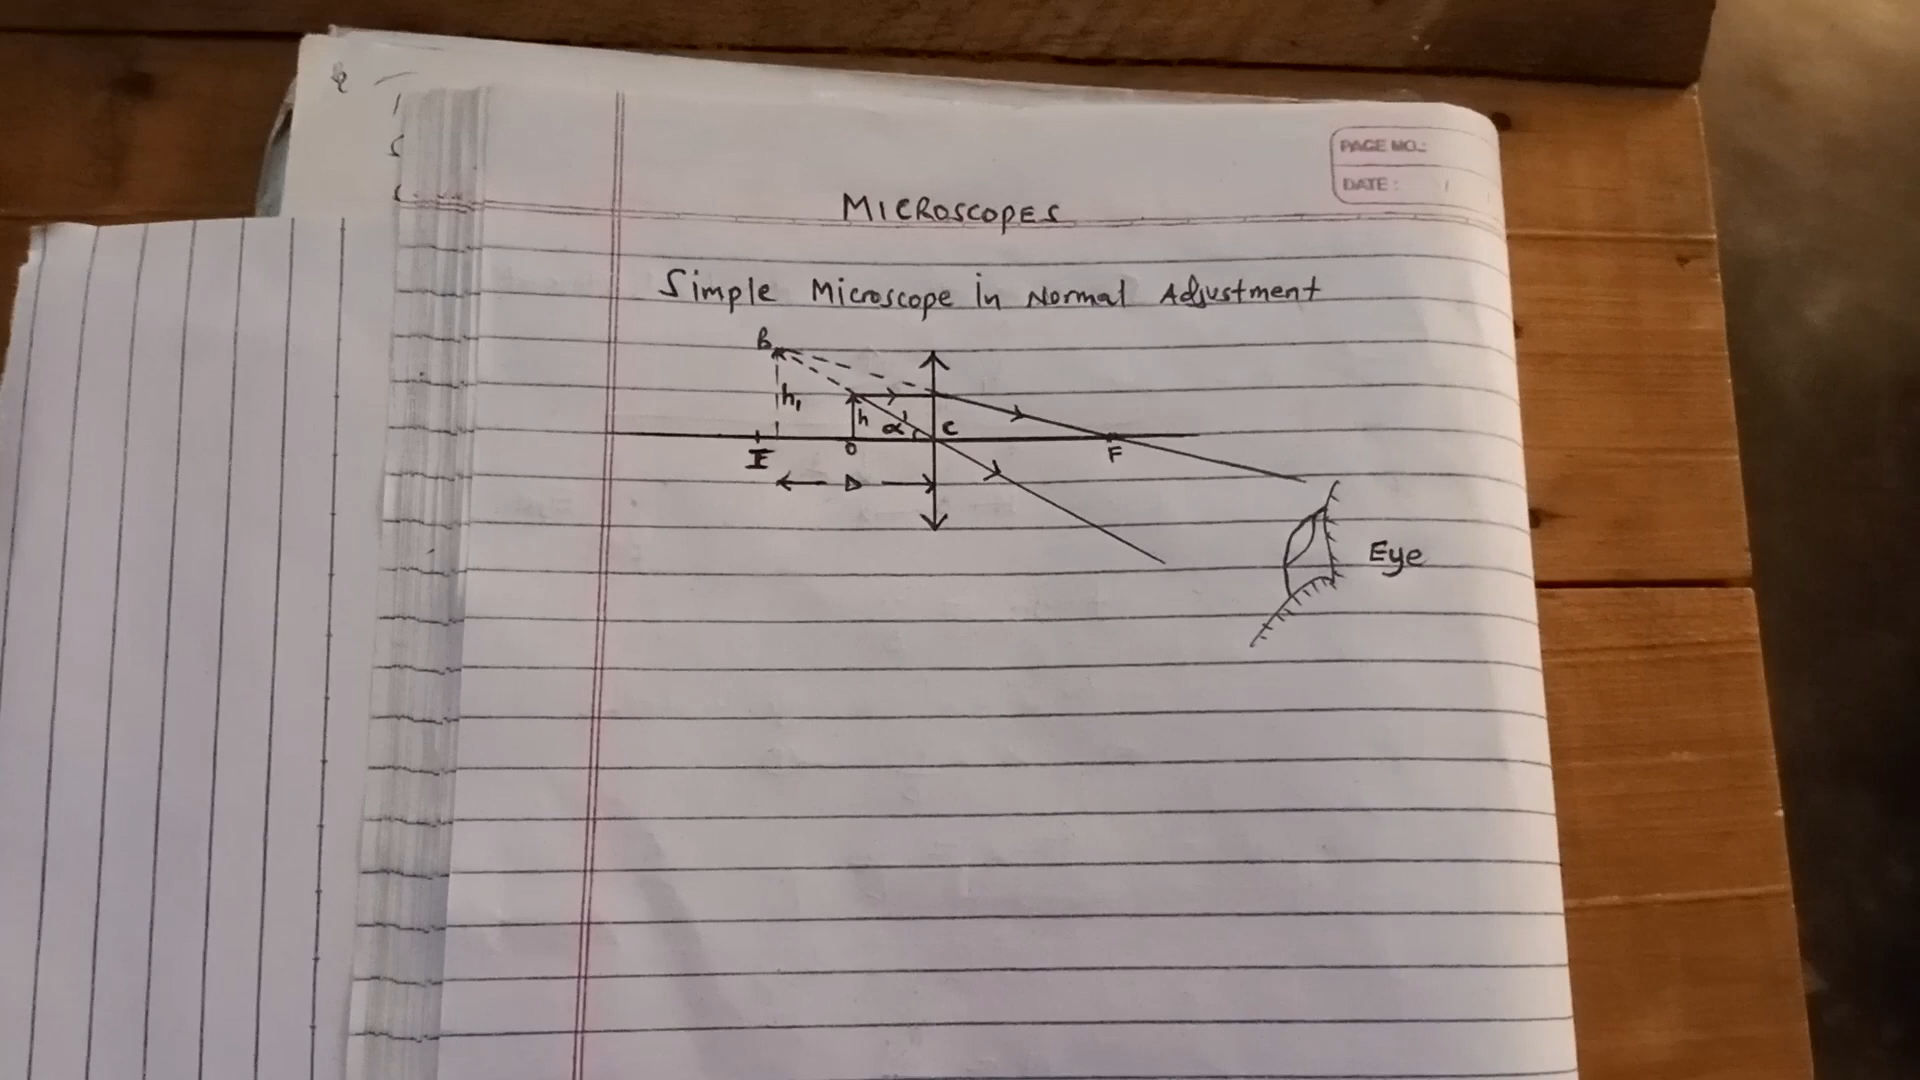 PAGE NO.:
DATE: /
MICROSCOPES
Simple Microscope in Normal Adjustment
B
h₁
h
α'
C
I
O
F
D
Eye